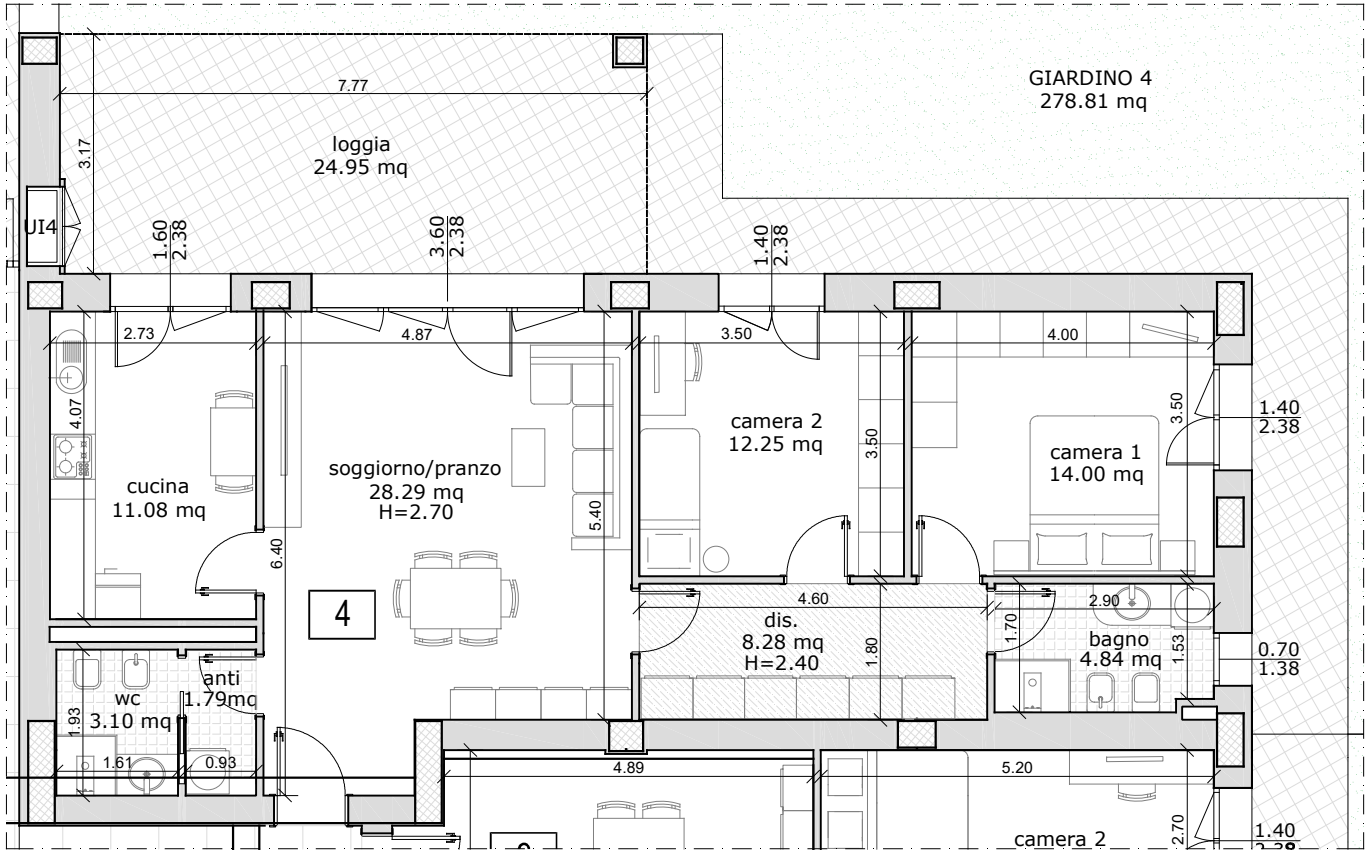 GIARDINO 4
278.81 mq
7.77
loggia
24.95 mq
3.17
UI4
1.60
2.38
3.60
2.38
1.40
2.38
2.73
4.87
3.50
4.00
4.07
cucina
11.08 mq
soggiorno/pranzo
28.29 mq
H=2.70
5.40
6.40
camera 2
12.25 mq
3.50
camera 1
14.00 mq
3.50
1.40
2.38
4
4.60
dis.
8.28 mq
H=2.40
1.80
1.70
2.90
bagno
4.84 mq
1.53
0.70
1.38
anti
1.79mq
wc
3.10 mq
1.93
1.61
0.93
4.89
5.20
camera 2
2.70
1.40
2.38